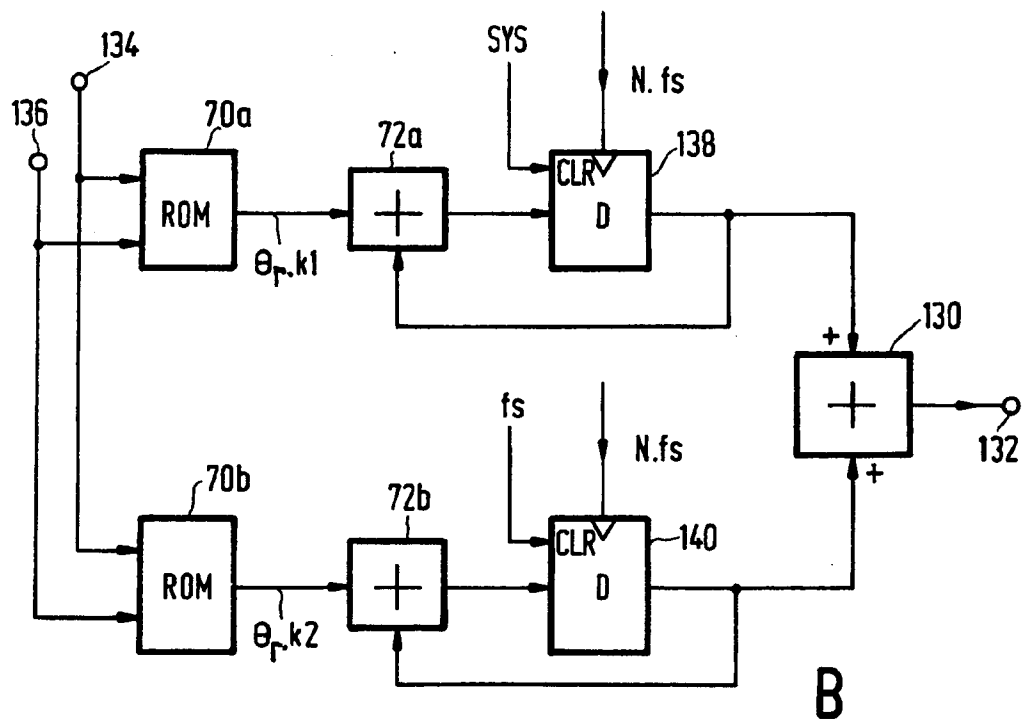 134
SYS
N.fs
136
70a
72a
138
CLR
ROM
+
D
θr.k1
130
+
+
fs
132
N.fs
+
70b
72b
140
CLR
ROM
+
D
θr.k2
B